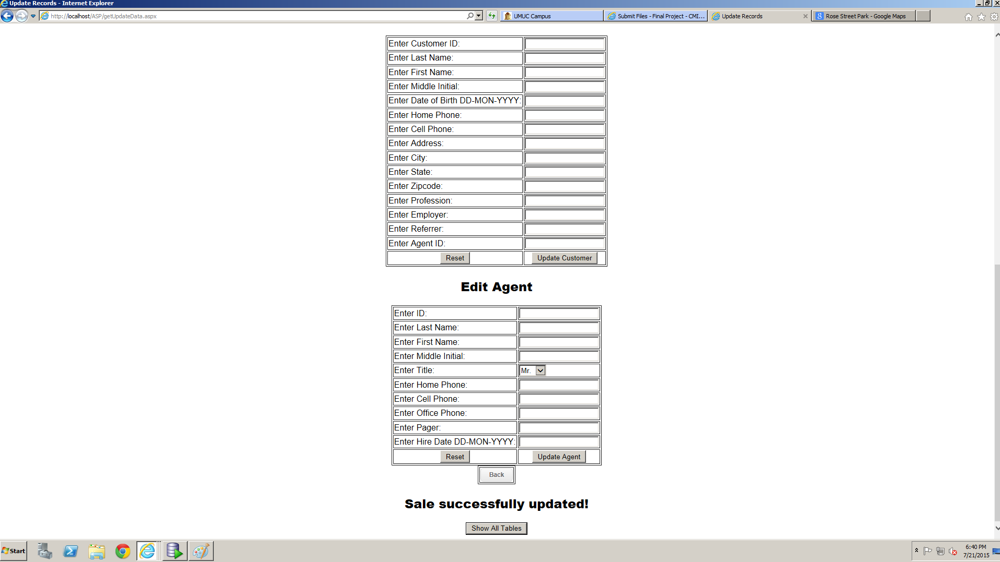 Update Records - Internet Explorer
http://localhost/ASP/getUpdateData.aspx
UMUC Campus
Submit Files - Final Project - CMI...
Update Records
Rose Street Park - Google Maps
Enter Customer ID:
Enter Last Name:
Enter First Name:
Enter Middle Initial:
Enter Date of Birth DD-MON-YYYY:
Enter Home Phone:
Enter Cell Phone:
Enter Address:
Enter City:
Enter State:
Enter Zipcode:
Enter Profession:
Enter Employer:
Enter Referrer:
Enter Agent ID:
Reset Update Customer
Edit Agent
Enter ID:
Enter Last Name:
Enter First Name:
Enter Middle Initial:
Enter Title: Mr.
Enter Home Phone:
Enter Cell Phone:
Enter Office Phone:
Enter Pager:
Enter Hire Date DD-MON-YYYY:
Reset Update Agent
Back
Sale successfully updated!
Show All Tables
Start
6:40 PM
7/21/2015